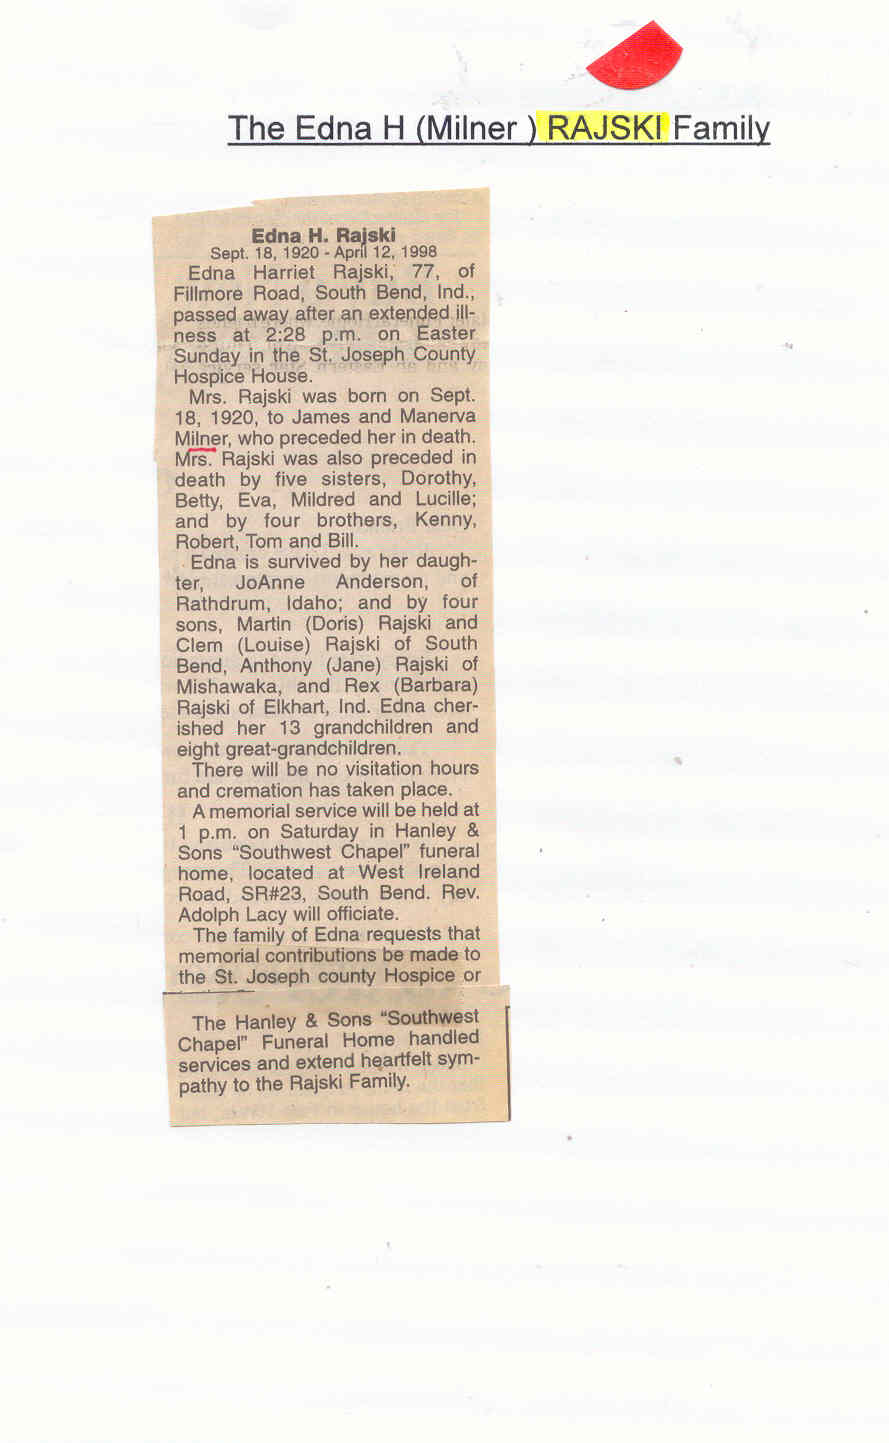 The Edna H (Milner ) RAJSKI Family
Edna H. Rajski
Sept. 18, 1920 - April 12, 1998
Edna Harriet Rajski, 77, of
Fillmore Road, South Bend, Ind.,
passed away after an extended ill-
ness at 2:28 p.m. on Easter
Sunday in the St. Joseph County
Hospice House.
Mrs. Rajski was born on Sept.
18, 1920, to James and Manerva
Milner, who preceded her in death.
Mrs. Rajski was also preceded in
death by five sisters, Dorothy,
Betty, Eva, Mildred and Lucille;
and by four brothers, Kenny,
Robert, Tom and Bill.
Edna is survived by her daugh-
ter, JoAnne Anderson, of
Rathdrum, Idaho; and by four
sons, Martin (Doris) Rajski and
Clem (Louise) Rajski of South
Bend, Anthony (Jane) Rajski of
Mishawaka, and Rex (Barbara)
Rajski of Elkhart, Ind. Edna cher-
ished her 13 grandchildren and
eight great-grandchildren.
There will be no visitation hours
and cremation has taken place.
A memorial service will be held at
1 p.m. on Saturday in Hanley &
Sons "Southwest Chapel" funeral
home, located at West Ireland
Road, SR#23, South Bend. Rev.
Adolph Lacy will officiate.
The family of Edna requests that
memorial contributions be made to
the St. Joseph county Hospice or
The Hanley & Sons "Southwest
Chapel" Funeral Home handled
services and extend heartfelt sym-
pathy to the Rajski Family.